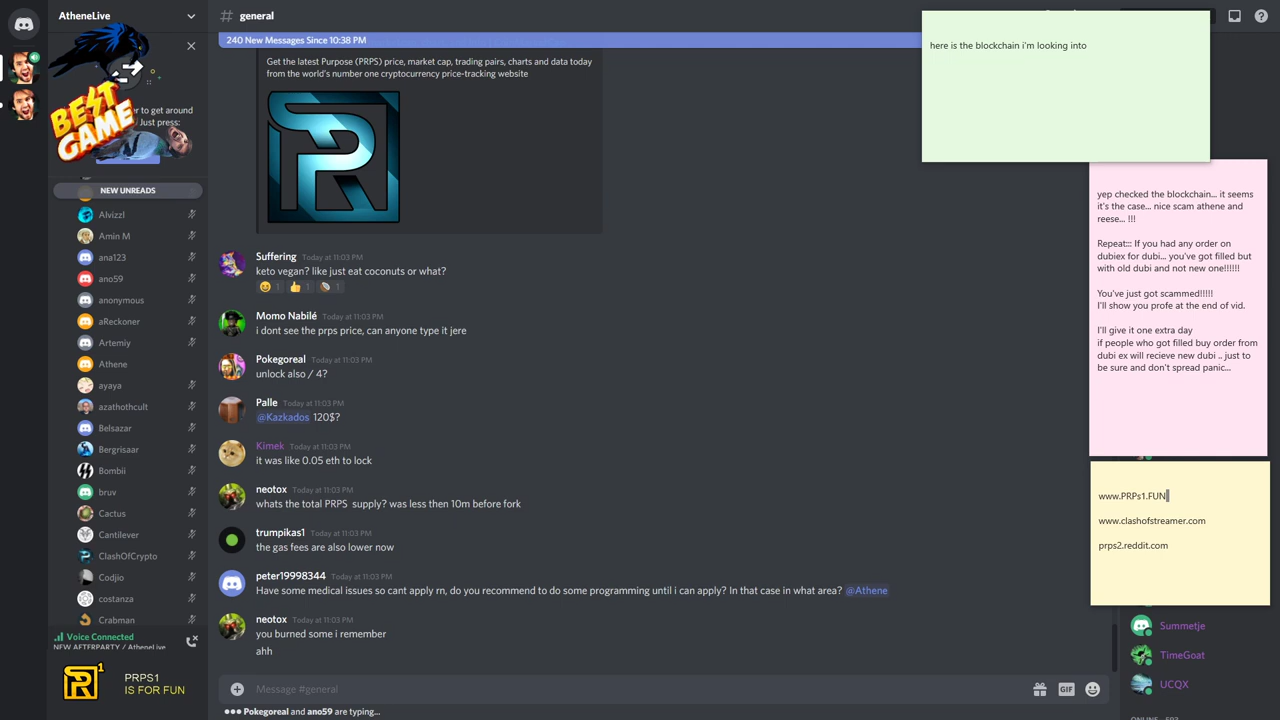 AtheneLive
# general
240 New Messages Since 10:38 PM
er to get around
Just press:
BEST
GAME
NEW UNREADS
Alvizzl
Amin M
ana123
ano59
anonymous
aReckoner
Artemiy
Athene
ayaya
azathothcult
Belsazar
Bergrisaar
Bombii
bruv
Cactus
Cantilever
ClashOfCrypto
Codjio
costanza
Crabman
Voice Connected
NEW AFTERPARTY / AtheneLive
1
PRPS1
IS FOR FUN
Get the latest Purpose (PRPS) price, market cap, trading pairs, charts and data today
from the world's number one cryptocurrency price-tracking website
Suffering Today at 11:03 PM
keto vegan? like just eat coconuts or what?
1 1 1
Momo Nabilé Today at 11:03 PM
i dont see the prps price, can anyone type it jere
Pokegoreal Today at 11:03 PM
unlock also / 4?
Palle Today at 11:03 PM
@Kazkados 120$?
Kimek Today at 11:03 PM
it was like 0.05 eth to lock
neotox Today at 11:03 PM
whats the total PRPS supply? was less then 10m before fork
trumpikas1 Today at 11:03 PM
the gas fees are also lower now
peter19998344 Today at 11:03 PM
Have some medical issues so cant apply rn, do you recommend to do some programming until i can apply? In that case in what area? @Athene
neotox Today at 11:03 PM
you burned some i remember
ahh
Message #general
GIF
Pokegoreal and ano59 are typing...
here is the blockchain i'm looking into
yep checked the blockchain... it seems
it's the case... nice scam athene and
reese... !!!
Repeat::: If you had any order on
dubiex for dubi... you've got filled but
with old dubi and not new one!!!!!!
You've just got scammed!!!!!
I'll show you profe at the end of vid.
I'll give it one extra day
if people who got filled buy order from
dubi ex will recieve new dubi .. just to
be sure and don't spread panic...
www.PRPs1.FUN
www.clashofstreamer.com
prps2.reddit.com
Summetje
TimeGoat
UCQX